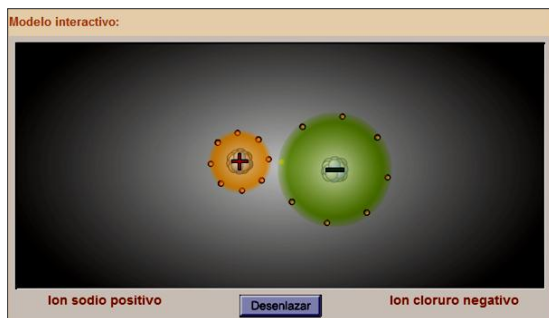 Modelo interactivo:
+
−
Ion sodio positivo
Desenlazar
Ion cloruro negativo